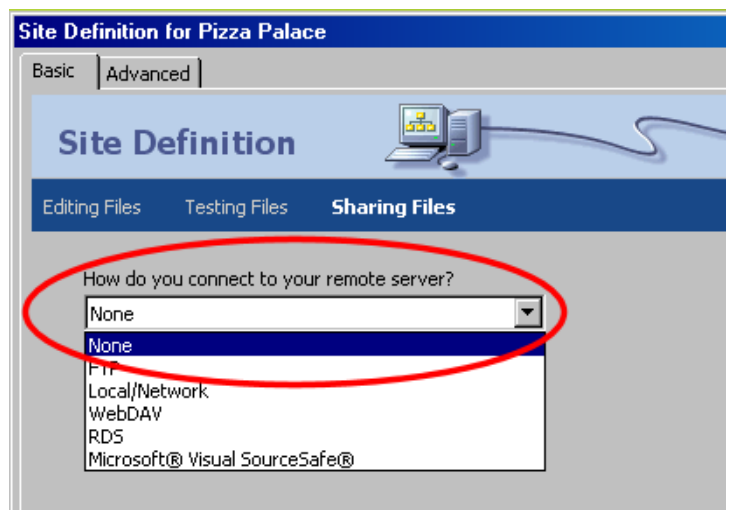 Site Definition for Pizza Palace
Basic Advanced
Site Definition
Editing Files Testing Files Sharing Files
How do you connect to your remote server?
None
None
FTP
Local/Network
WebDAV
RDS
Microsoft® Visual SourceSafe®